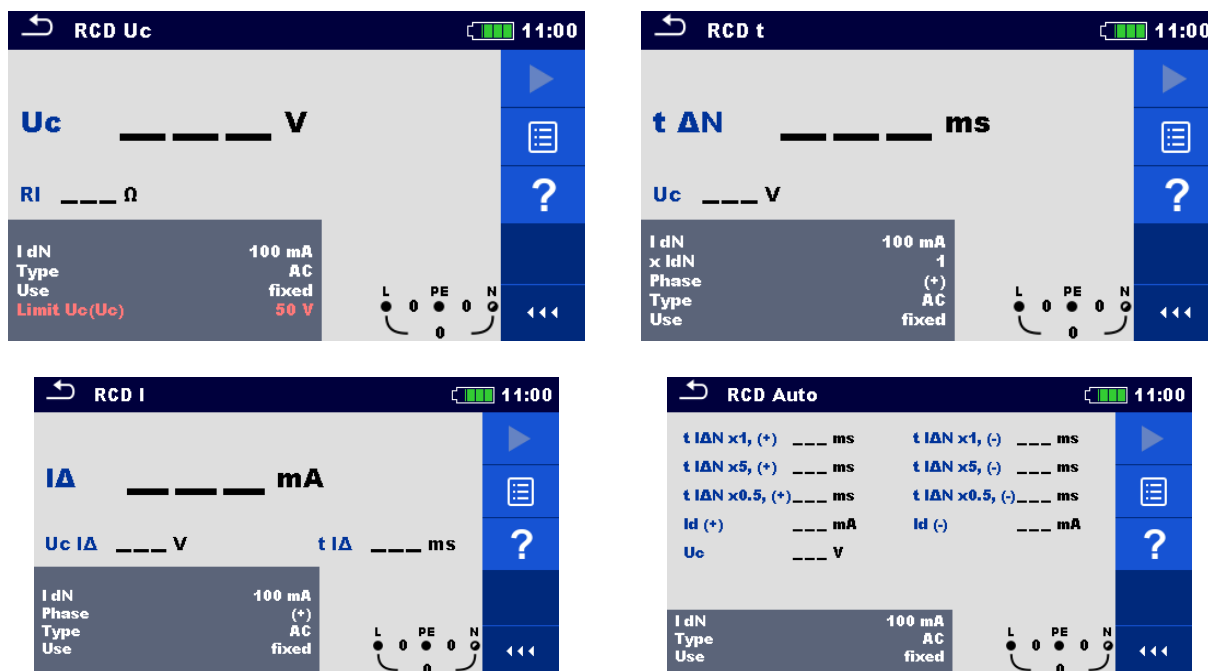 RCD Uc 11:00
Uc _ _ _ V
RI _ _ _ Ω
?
I dN 100 mA
Type AC
Use fixed
Limit Uc(Uc) 50 V
L PE N
0 0
0
RCD t 11:00
t ΔN _ _ _ ms
Uc _ _ _ V
?
I dN 100 mA
x IdN 1
Phase (+)
Type AC
Use fixed
L PE N
0 0
0
RCD I 11:00
IΔ _ _ _ mA
Uc IΔ _ _ _ V t IΔ _ _ _ ms
?
I dN 100 mA
Phase (+)
Type AC
Use fixed
L PE N
0 0
0
RCD Auto 11:00
t IΔN x1, (+) _ _ _ ms t IΔN x1, (-) _ _ _ ms
t IΔN x5, (+) _ _ _ ms t IΔN x5, (-) _ _ _ ms
t IΔN x0.5, (+) _ _ _ ms t IΔN x0.5, (-) _ _ _ ms
Id (+) _ _ _ mA Id (-) _ _ _ mA
Uc _ _ _ V
?
I dN 100 mA
Type AC
Use fixed
L PE N
0 0
0